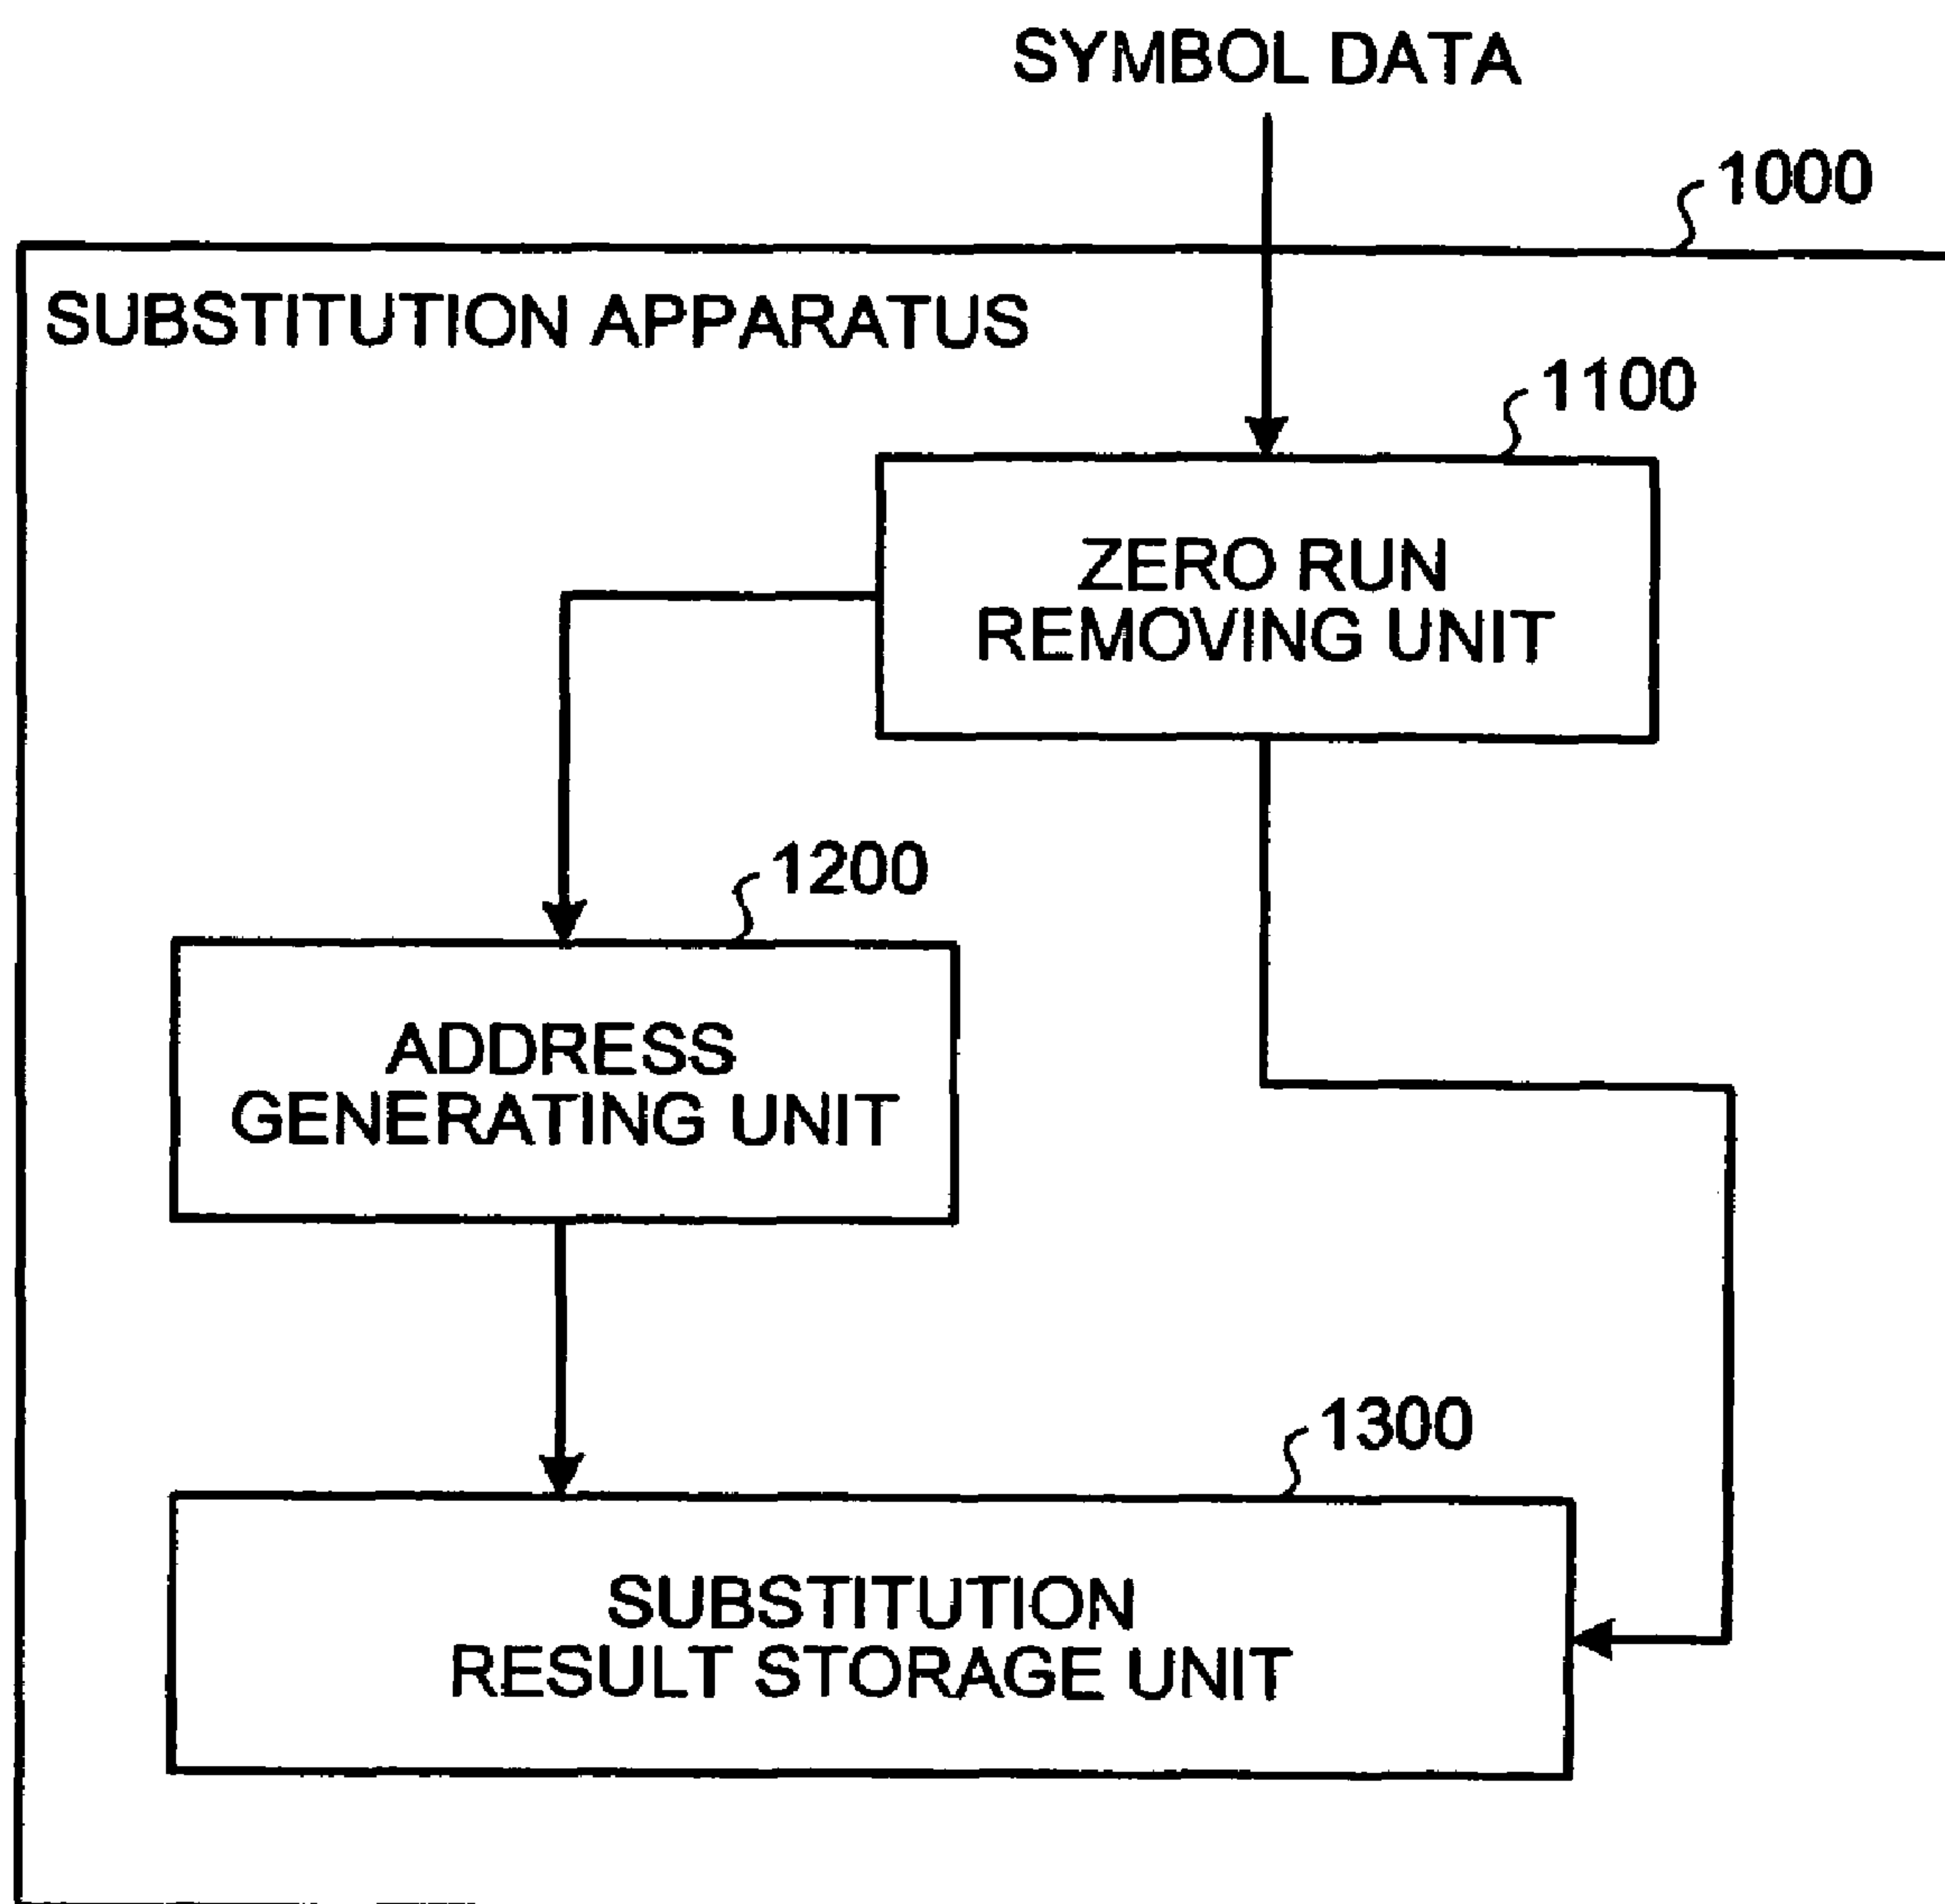 SYMBOL DATA
1000
SUBSTITUTION APPARATUS
1100
ZERO RUN
REMOVING UNIT
1200
ADDRESS
GENERATING UNIT
1300
SUBSTITUTION
RESULT STORAGE UNIT